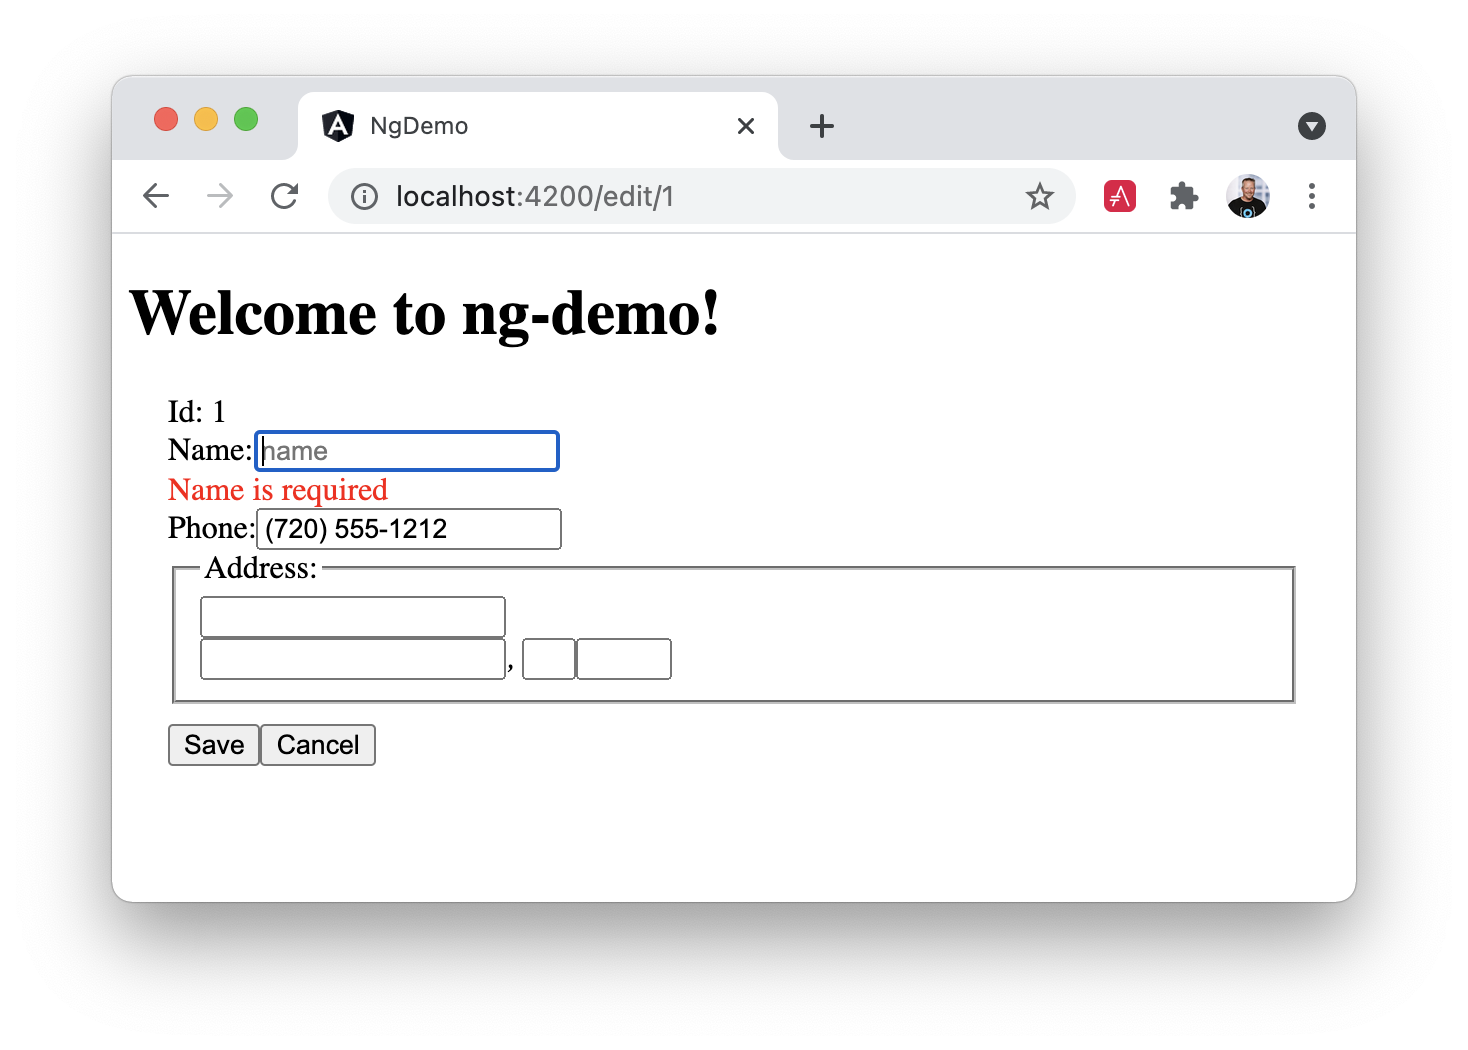 NgDemo
localhost:4200/edit/1
Welcome to ng-demo!
Id: 1
Name: name
Name is required
Phone: (720) 555-1212
Address:
,
Save Cancel